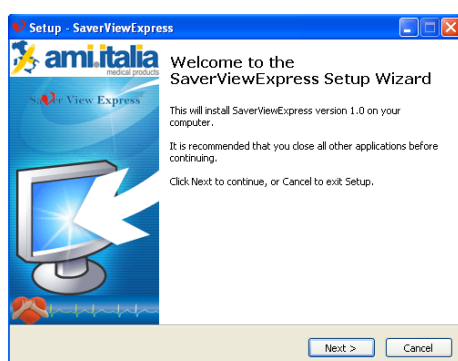 Setup - SaverViewExpress
ami.italia
medical products
Saver View Express
Welcome to the
SaverViewExpress Setup Wizard
This will install SaverViewExpress version 1.0 on your
computer.
It is recommended that you close all other applications before
continuing.
Click Next to continue, or Cancel to exit Setup.
Next >
Cancel